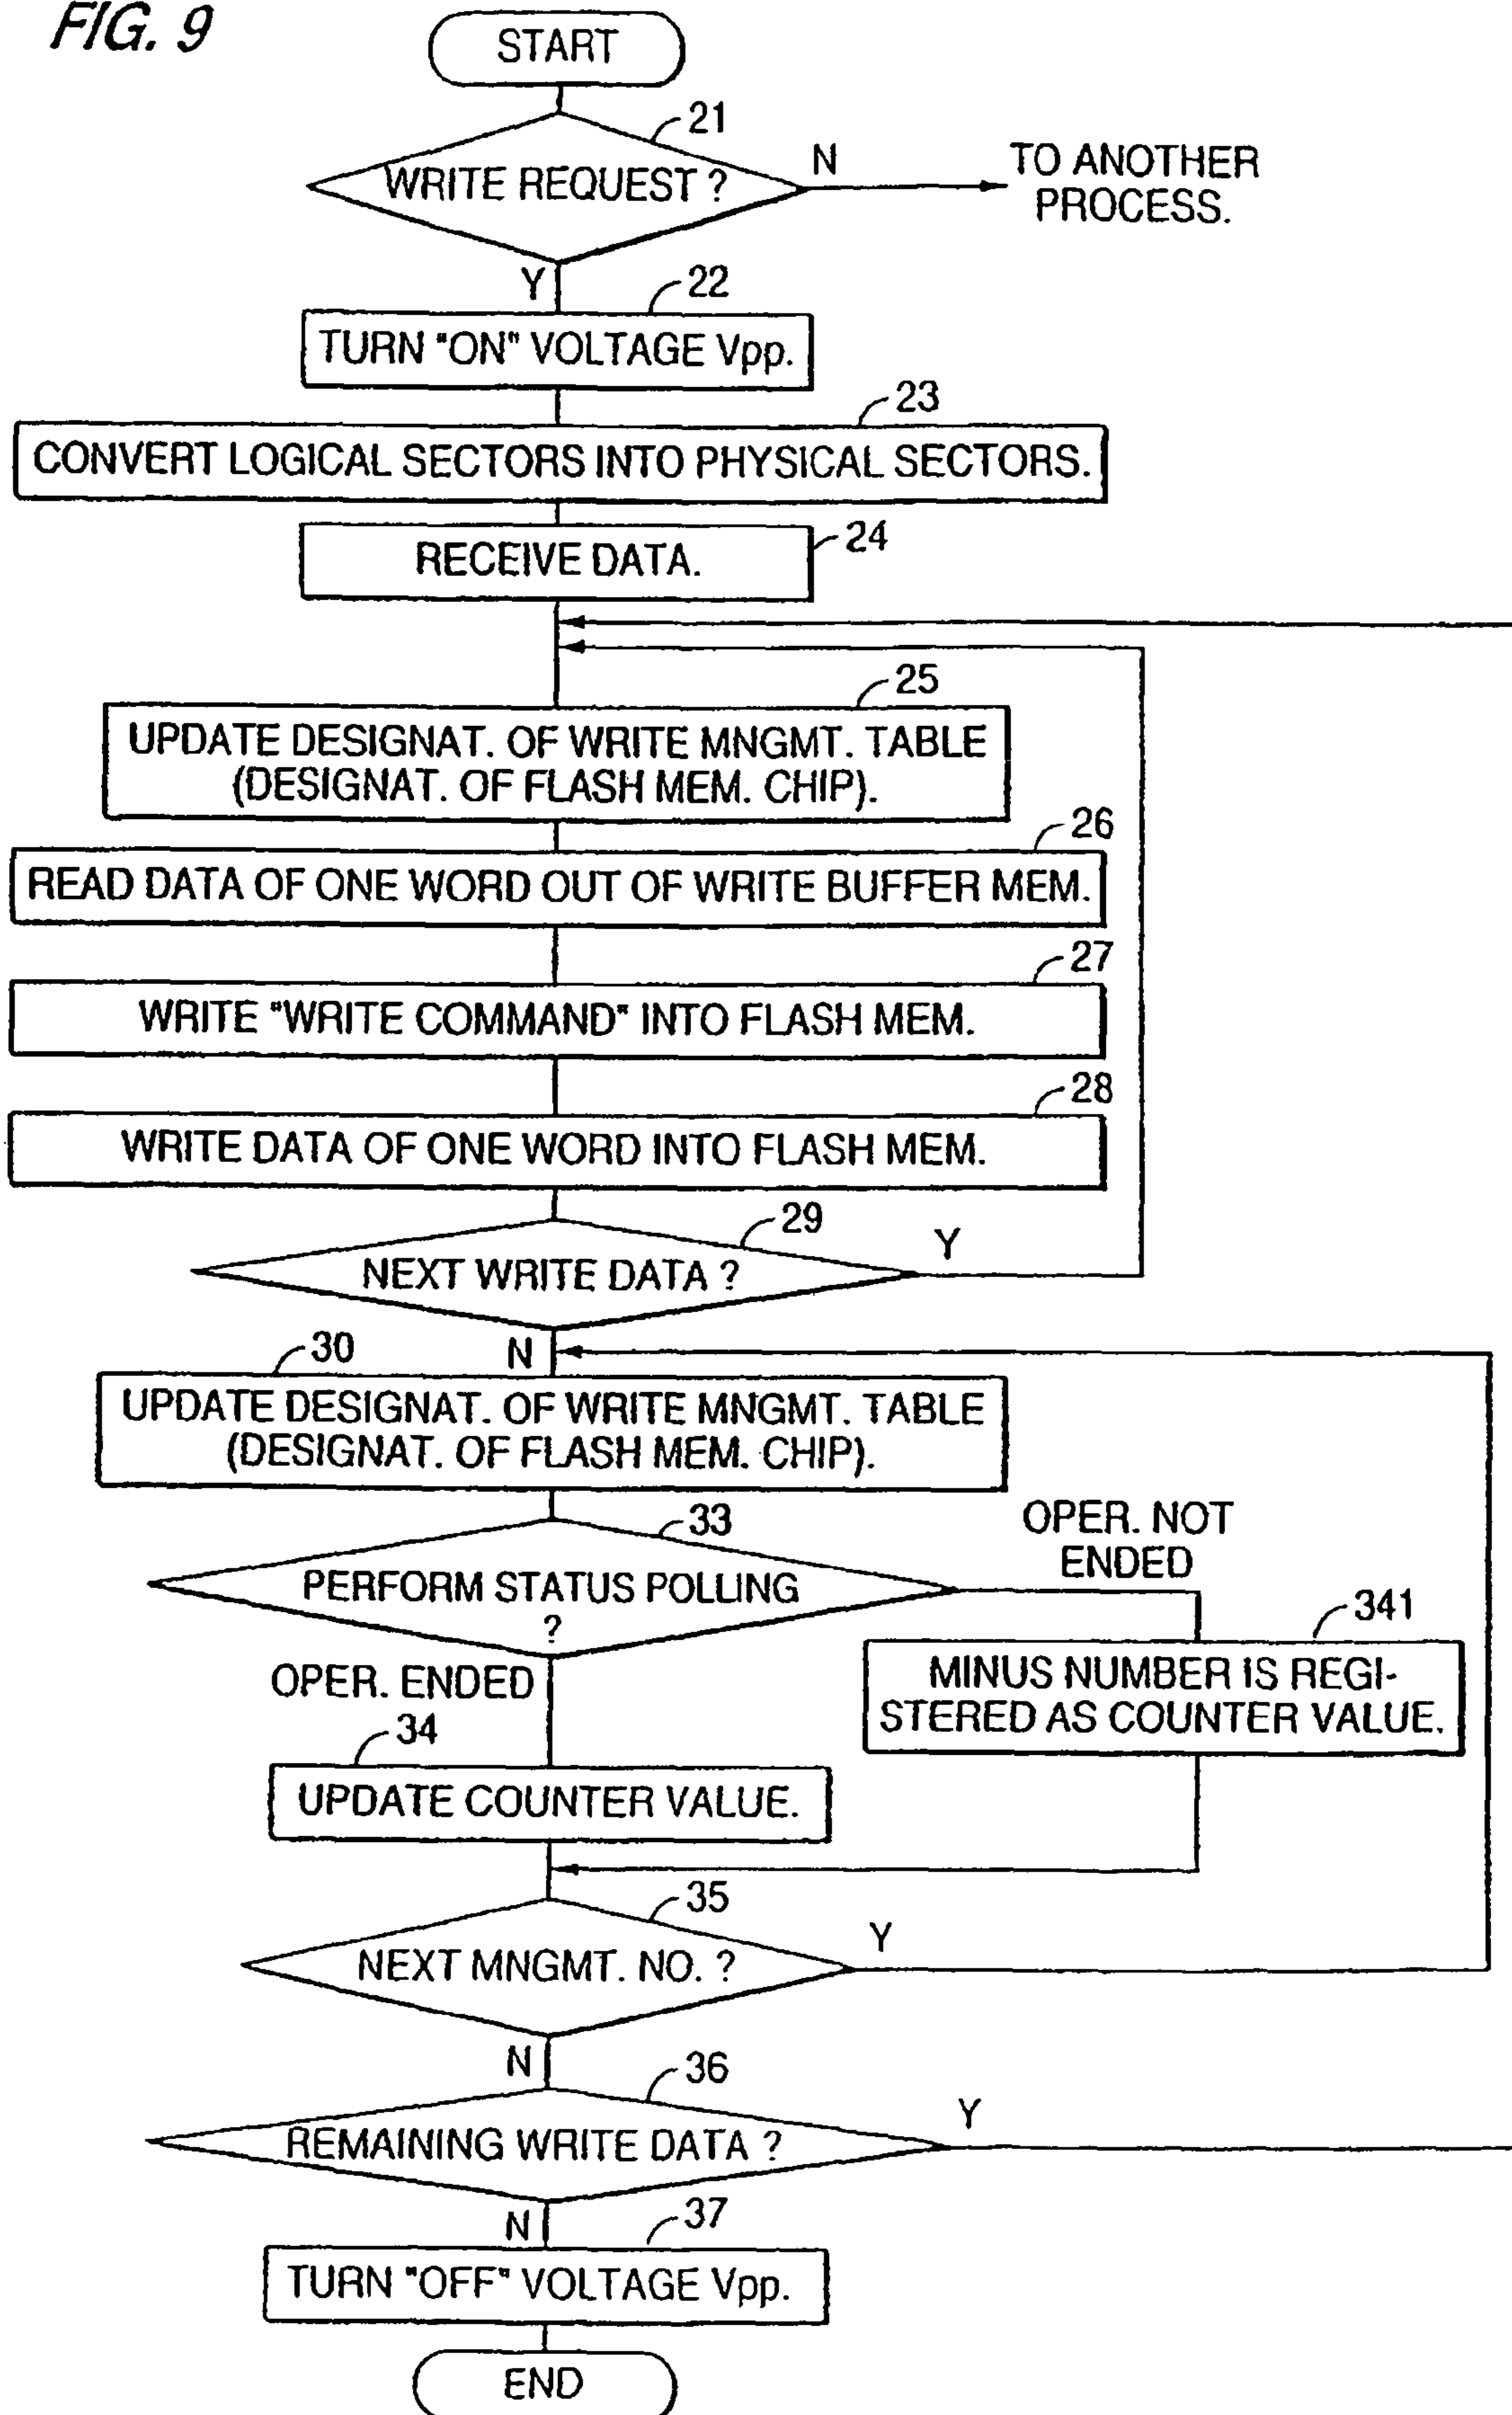 FIG. 9
START
21
WRITE REQUEST ?
N
TO ANOTHER
PROCESS.
Y
22
TURN "ON" VOLTAGE Vpp.
23
CONVERT LOGICAL SECTORS INTO PHYSICAL SECTORS.
24
RECEIVE DATA.
25
UPDATE DESIGNAT. OF WRITE MNGMT. TABLE
(DESIGNAT. OF FLASH MEM. CHIP).
26
READ DATA OF ONE WORD OUT OF WRITE BUFFER MEM.
27
WRITE "WRITE COMMAND" INTO FLASH MEM.
28
WRITE DATA OF ONE WORD INTO FLASH MEM.
29
NEXT WRITE DATA ?
Y
N
30
UPDATE DESIGNAT. OF WRITE MNGMT. TABLE
(DESIGNAT. OF FLASH MEM. CHIP).
33
PERFORM STATUS POLLING
?
OPER. NOT
ENDED
341
MINUS NUMBER IS REGI-
STERED AS COUNTER VALUE.
OPER. ENDED
34
UPDATE COUNTER VALUE.
35
NEXT MNGMT. NO. ?
Y
N
36
REMAINING WRITE DATA ?
Y
N
37
TURN "OFF" VOLTAGE Vpp.
END